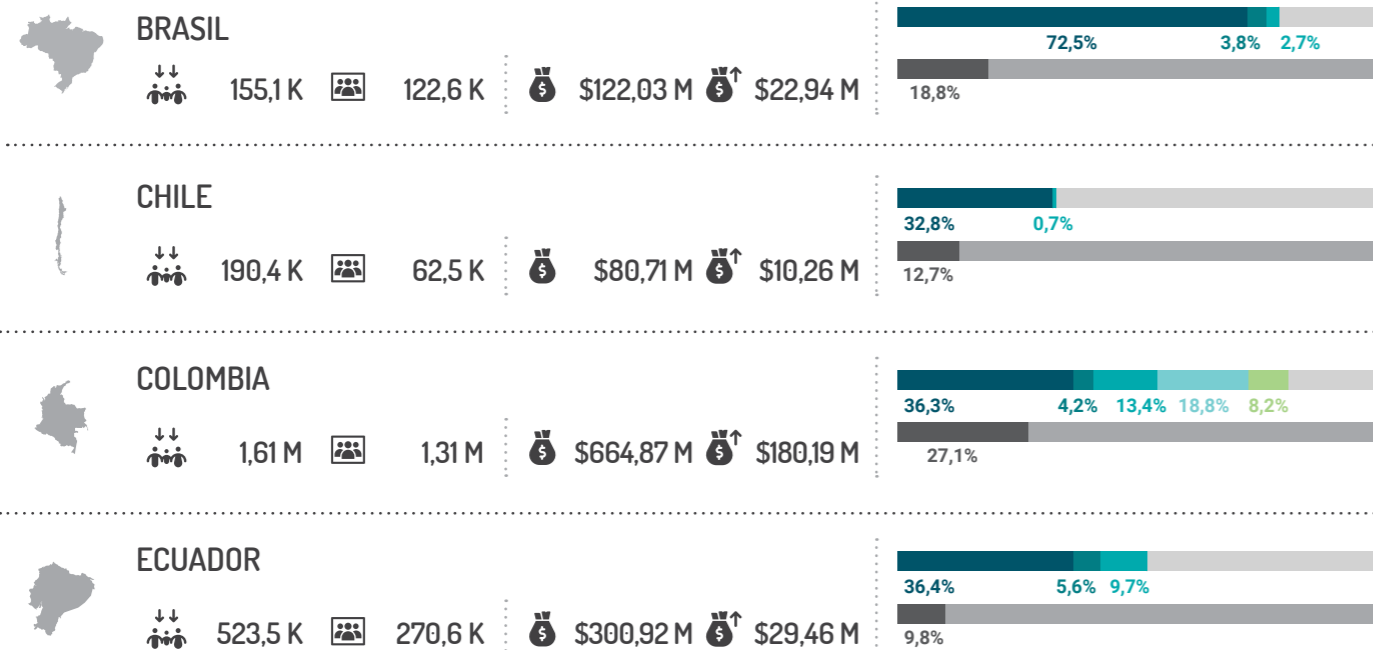 BRASIL
72,5% 3,8% 2,7%
155,1 K 122,6 K $122,03 M $22,94 M
18,8%
CHILE
32,8% 0,7%
190,4 K 62,5 K $80,71 M $10,26 M
12,7%
COLOMBIA
36,3% 4,2% 13,4% 18,8% 8,2%
1,61 M 1,31 M $664,87 M $180,19 M
27,1%
ECUADOR
36,4% 5,6% 9,7%
523,5 K 270,6 K $300,92 M $29,46 M
9,8%